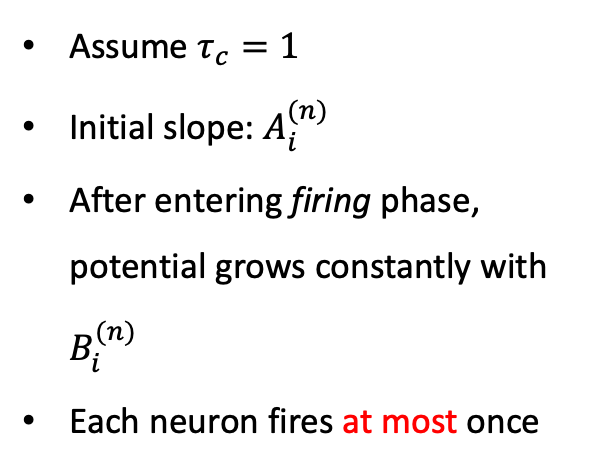 • Assume τ_c = 1
• Initial slope: A_i^(n)
• After entering firing phase,
potential grows constantly with
B_i^(n)
• Each neuron fires at most once